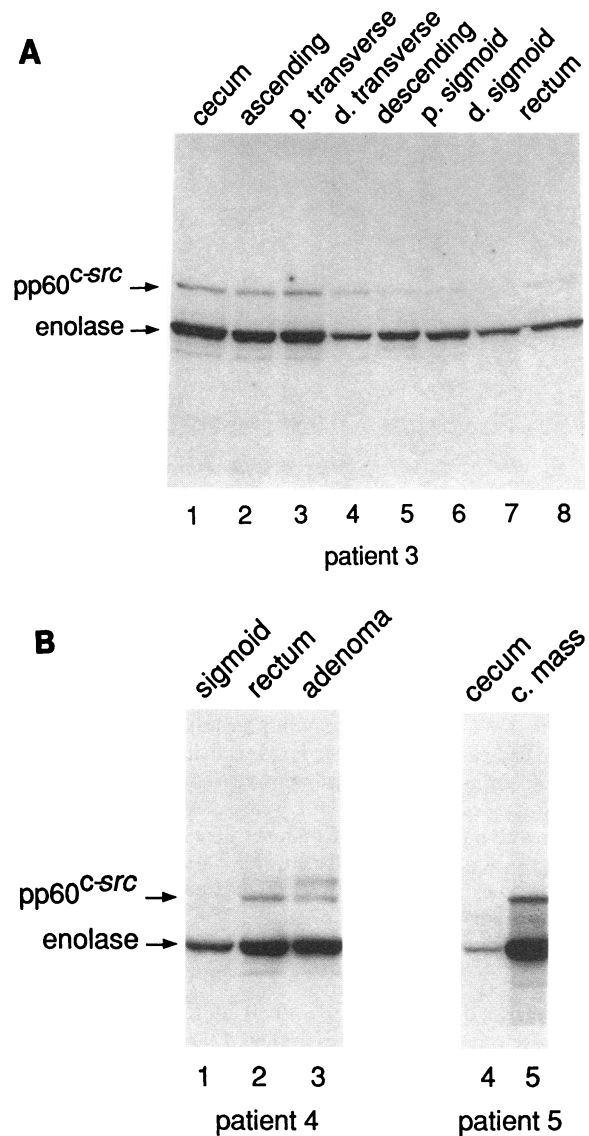 A
cecum ascending p. transverse d. transverse descending p. sigmoid d. sigmoid rectum
pp60c-src
enolase
1 2 3 4 5 6 7 8
patient 3
B
sigmoid rectum adenoma cecum c. mass
pp60c-src
enolase
1 2 3 4 5
patient 4 patient 5